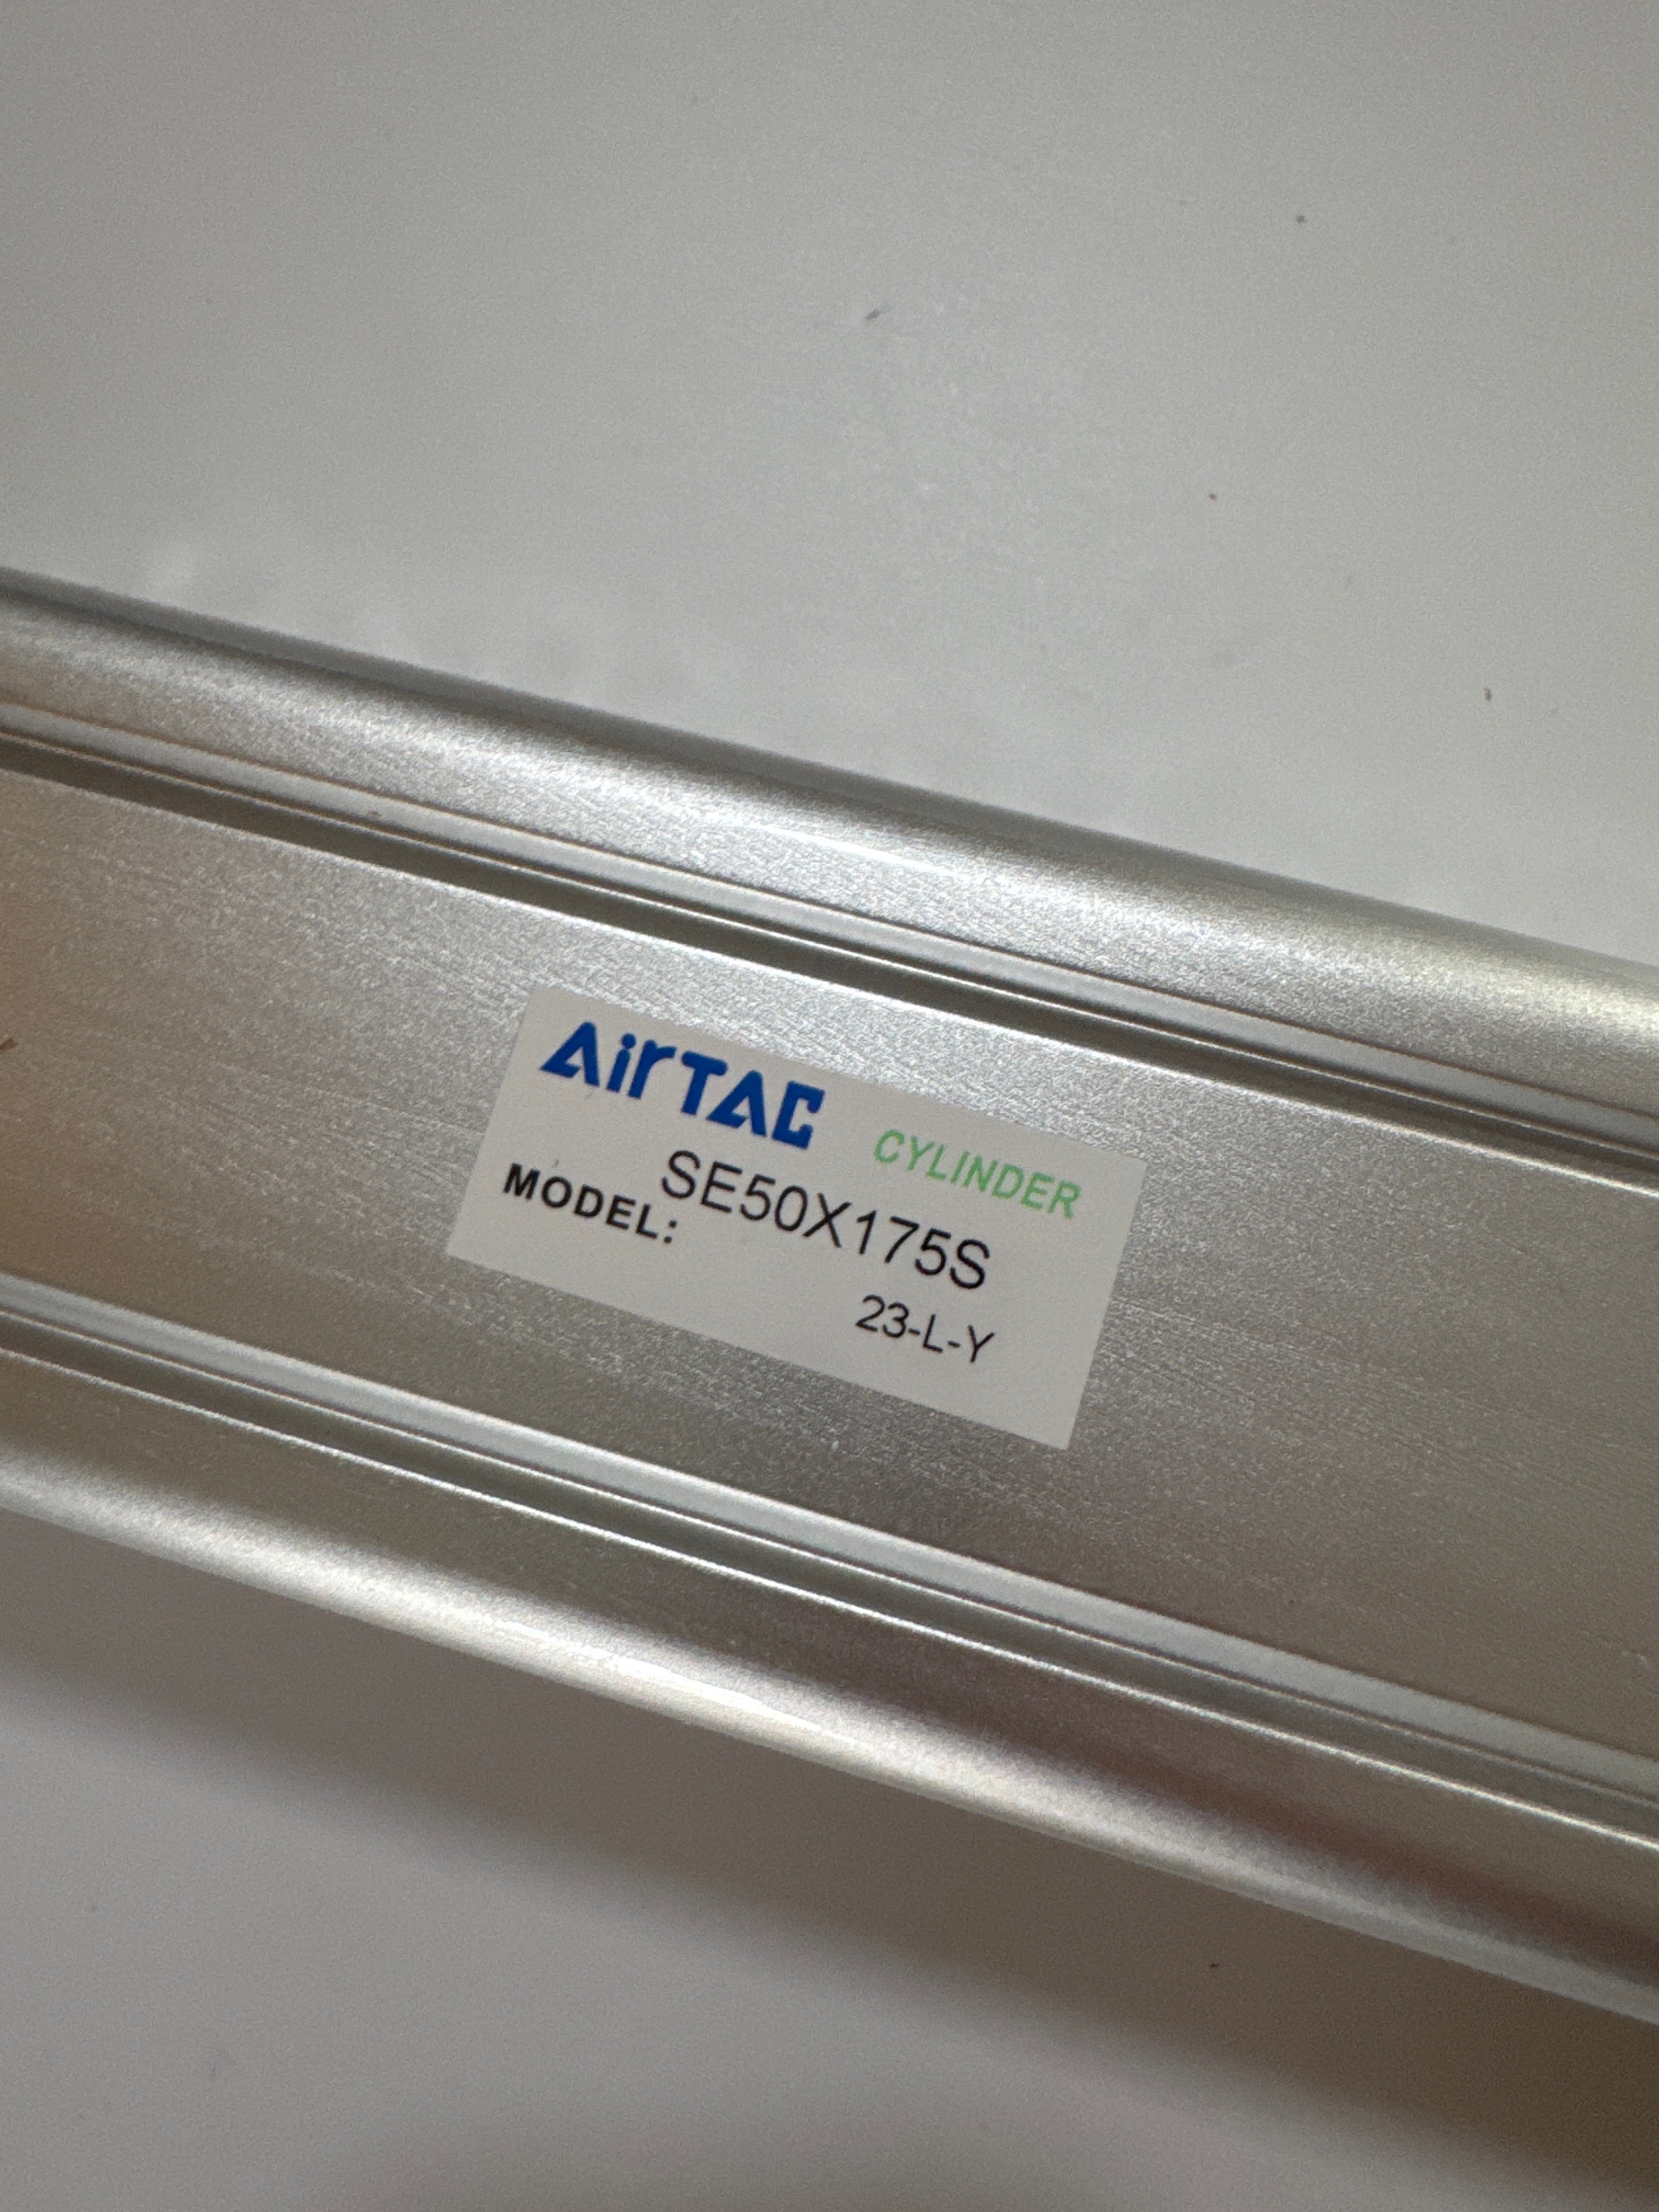 AirTAC CYLINDER
MODEL: SE50X175S
23-L-Y